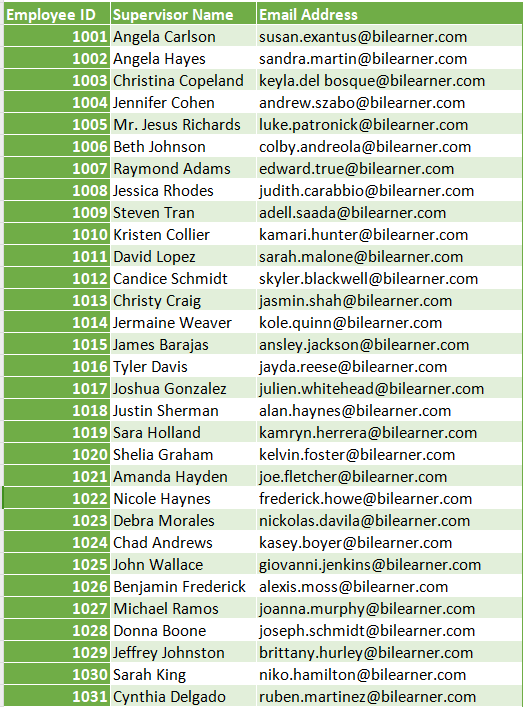 Employee ID Supervisor Name Email Address
1001 Angela Carlson susan.exantus@bilearner.com
1002 Angela Hayes sandra.martin@bilearner.com
1003 Christina Copeland keyla.del bosque@bilearner.com
1004 Jennifer Cohen andrew.szabo@bilearner.com
1005 Mr. Jesus Richards luke.patronick@bilearner.com
1006 Beth Johnson colby.andreola@bilearner.com
1007 Raymond Adams edward.true@bilearner.com
1008 Jessica Rhodes judith.carabbio@bilearner.com
1009 Steven Tran adell.saada@bilearner.com
1010 Kristen Collier kamari.hunter@bilearner.com
1011 David Lopez sarah.malone@bilearner.com
1012 Candice Schmidt skyler.blackwell@bilearner.com
1013 Christy Craig jasmin.shah@bilearner.com
1014 Jermaine Weaver kole.quinn@bilearner.com
1015 James Barajas ansley.jackson@bilearner.com
1016 Tyler Davis jayda.reese@bilearner.com
1017 Joshua Gonzalez julien.whitehead@bilearner.com
1018 Justin Sherman alan.haynes@bilearner.com
1019 Sara Holland kamryn.herrera@bilearner.com
1020 Shelia Graham kelvin.foster@bilearner.com
1021 Amanda Hayden joe.fletcher@bilearner.com
1022 Nicole Haynes frederick.howe@bilearner.com
1023 Debra Morales nickolas.davila@bilearner.com
1024 Chad Andrews kasey.boyer@bilearner.com
1025 John Wallace giovanni.jenkins@bilearner.com
1026 Benjamin Frederick alexis.moss@bilearner.com
1027 Michael Ramos joanna.murphy@bilearner.com
1028 Donna Boone joseph.schmidt@bilearner.com
1029 Jeffrey Johnston brittany.hurley@bilearner.com
1030 Sarah King niko.hamilton@bilearner.com
1031 Cynthia Delgado ruben.martinez@bilearner.com